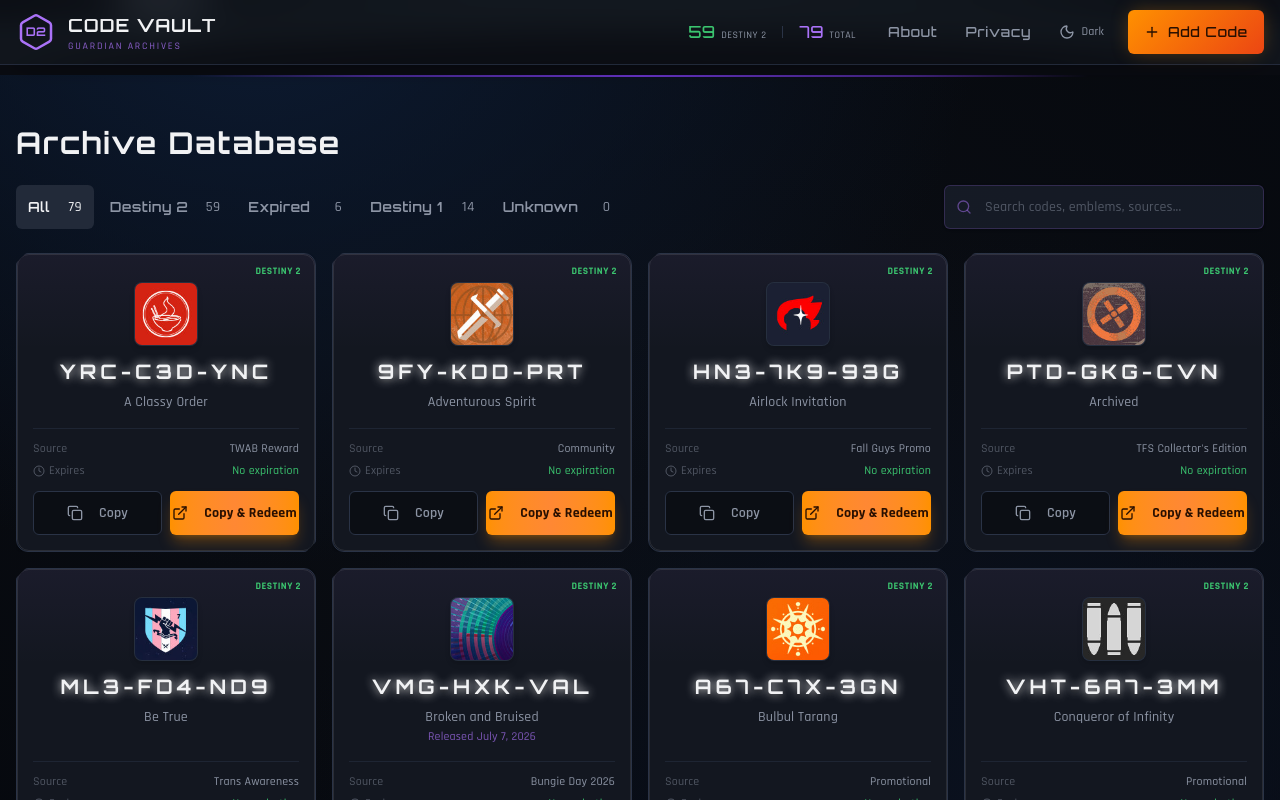 D2
CODE VAULT
GUARDIAN ARCHIVES
59 DESTINY 2
79 TOTAL
About
Privacy
Dark
Add Code
Archive Database
All 79
Destiny 2 59
Expired 6
Destiny 1 14
Unknown 0
Search codes, emblems, sources...
DESTINY 2
YRC-C3D-YNC
A Classy Order
Source TWAB Reward
Expires No expiration
Copy
Copy & Redeem
DESTINY 2
9FY-KDD-PRT
Adventurous Spirit
Source Community
Expires No expiration
Copy
Copy & Redeem
DESTINY 2
HN3-7K9-93G
Airlock Invitation
Source Fall Guys Promo
Expires No expiration
Copy
Copy & Redeem
DESTINY 2
PTD-GKG-CVN
Archived
Source TFS Collector's Edition
Expires No expiration
Copy
Copy & Redeem
DESTINY 2
ML3-FD4-ND9
Be True
Source Trans Awareness
DESTINY 2
VMG-HXK-VAL
Broken and Bruised
Released July 7, 2026
Source Bungie Day 2026
DESTINY 2
A67-C7X-3GN
Bulbul Tarang
Source Promotional
DESTINY 2
VHT-6A7-3MM
Conqueror of Infinity
Source Promotional